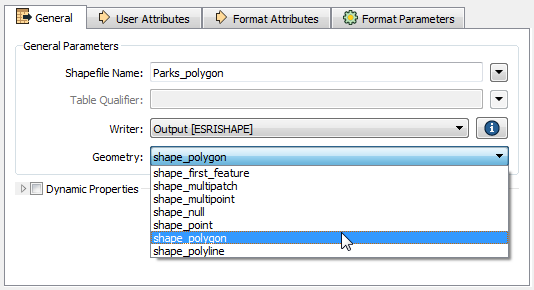 General User Attributes Format Attributes Format Parameters
General Parameters
Shapefile Name: Parks_polygon
Table Qualifier:
Writer: Output [ESRISHAPE]
Geometry: shape_polygon
shape_first_feature
shape_multipatch
shape_multipoint
shape_null
shape_point
shape_polygon
shape_polyline
Dynamic Properties